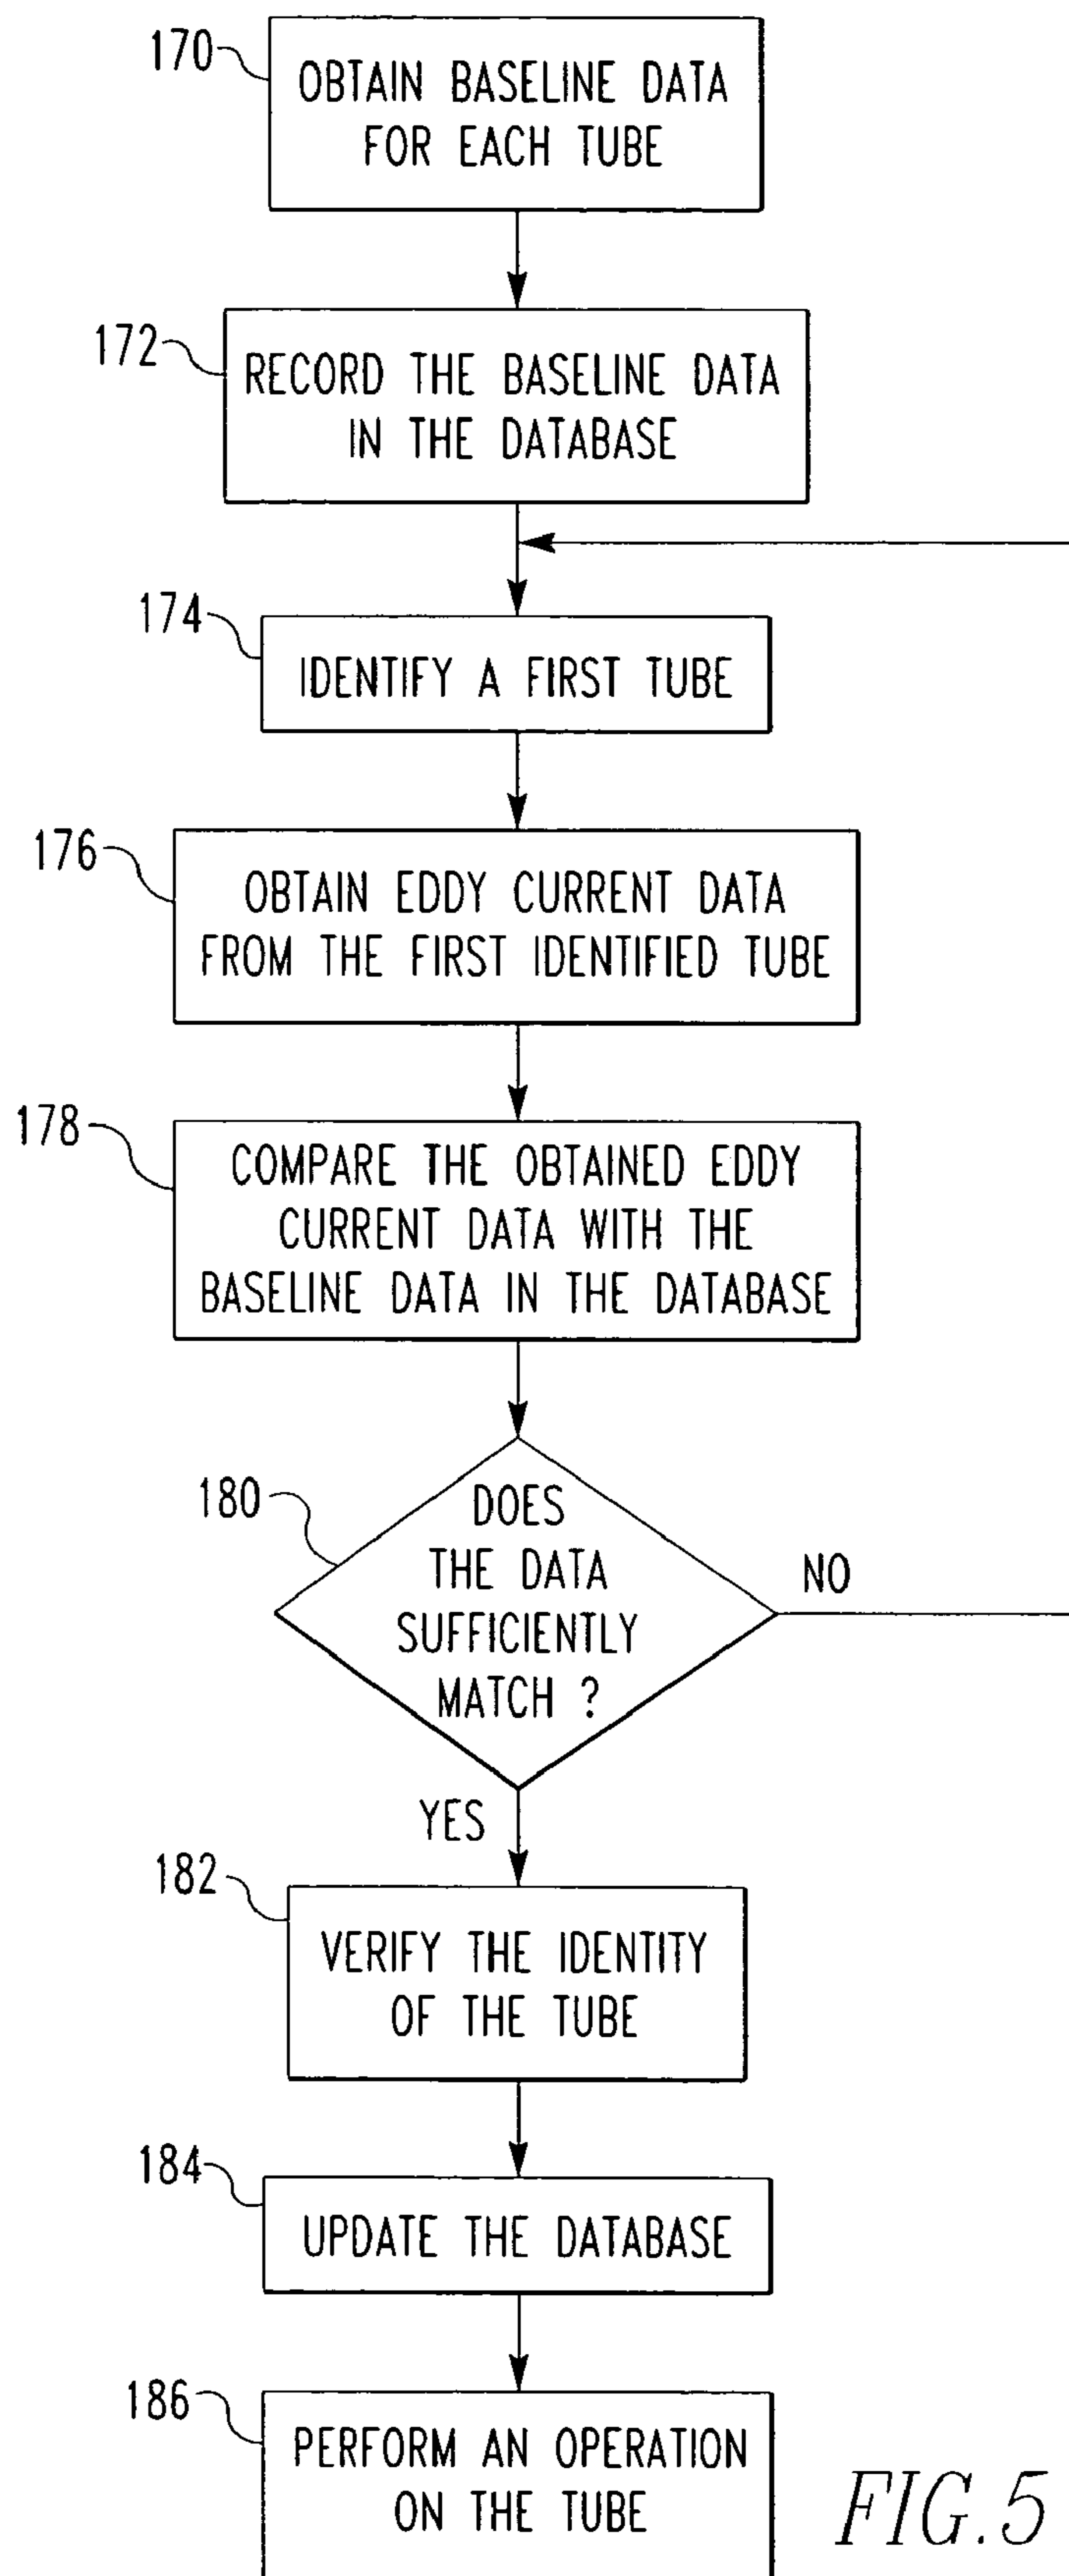 170
OBTAIN BASELINE DATA
FOR EACH TUBE
172
RECORD THE BASELINE DATA
IN THE DATABASE
174
IDENTIFY A FIRST TUBE
176
OBTAIN EDDY CURRENT DATA
FROM THE FIRST IDENTIFIED TUBE
178
COMPARE THE OBTAINED EDDY
CURRENT DATA WITH THE
BASELINE DATA IN THE DATABASE
180
DOES
THE DATA
SUFFICIENTLY
MATCH ?
NO
YES
182
VERIFY THE IDENTITY
OF THE TUBE
184
UPDATE THE DATABASE
186
PERFORM AN OPERATION
ON THE TUBE
FIG.5